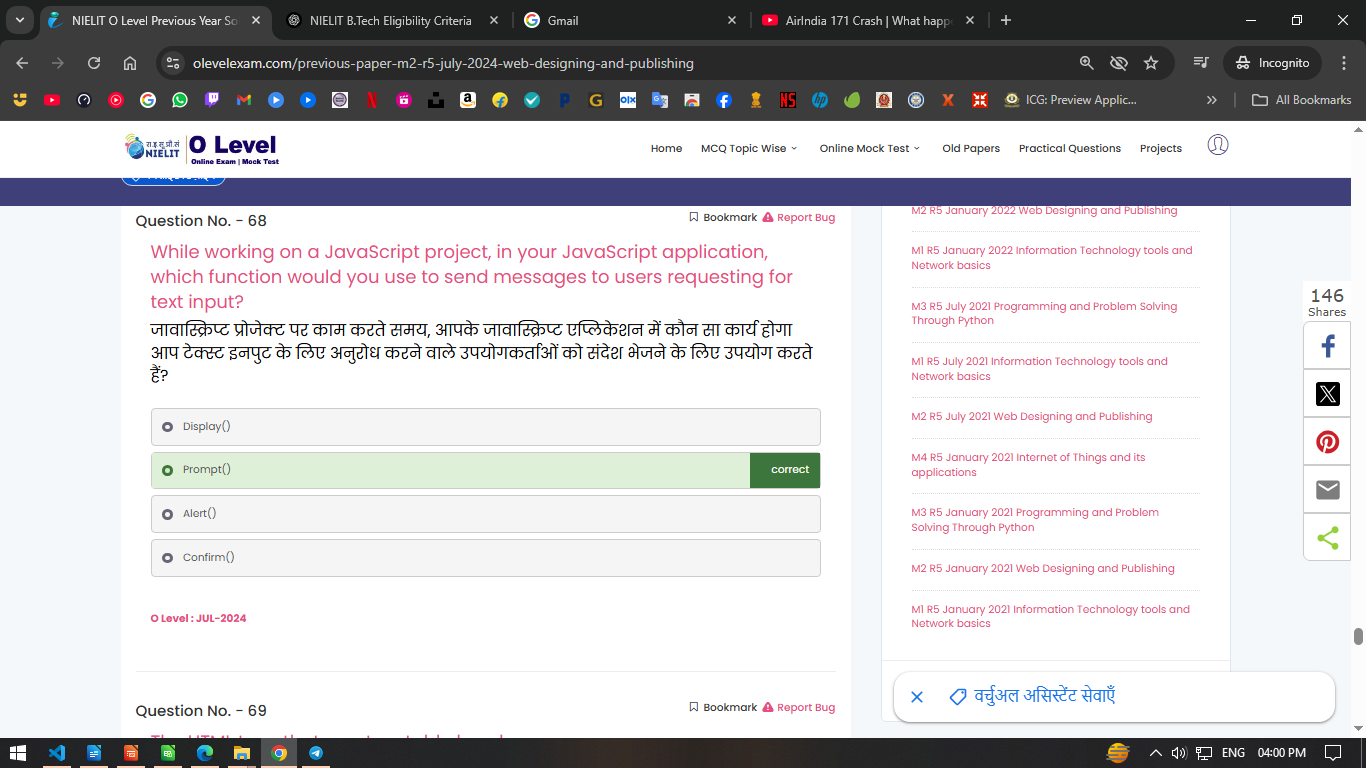 NIELIT O Level Previous Year So
NIELIT B.Tech Eligibility Criteria
Gmail
AirIndia 171 Crash | What happe
olevelexam.com/previous-paper-m2-r5-july-2024-web-designing-and-publishing
Incognito
ICG: Preview Applic...
All Bookmarks
रा.इ.सू.प्रौ.सं
NIELIT
O Level
Online Exam | Mock Test
Home
MCQ Topic Wise
Online Mock Test
Old Papers
Practical Questions
Projects
Question No. - 68
Bookmark
Report Bug
While working on a JavaScript project, in your JavaScript application,
which function would you use to send messages to users requesting for
text input?
जावास्क्रिप्ट प्रोजेक्ट पर काम करते समय, आपके जावास्क्रिप्ट एप्लिकेशन में कौन सा कार्य होगा
आप टेक्स्ट इनपुट के लिए अनुरोध करने वाले उपयोगकर्ताओं को संदेश भेजने के लिए उपयोग करते
हैं?
Display()
Prompt()
correct
Alert()
Confirm()
O Level : JUL-2024
Question No. - 69
Bookmark
Report Bug
M2 R5 January 2022 Web Designing and Publishing
M1 R5 January 2022 Information Technology tools and
Network basics
M3 R5 July 2021 Programming and Problem Solving
Through Python
M1 R5 July 2021 Information Technology tools and
Network basics
M2 R5 July 2021 Web Designing and Publishing
M4 R5 January 2021 Internet of Things and its
applications
M3 R5 January 2021 Programming and Problem
Solving Through Python
M2 R5 January 2021 Web Designing and Publishing
M1 R5 January 2021 Information Technology tools and
Network basics
146
Shares
वर्चुअल असिस्टेंट सेवाएँ
ENG
04:00 PM